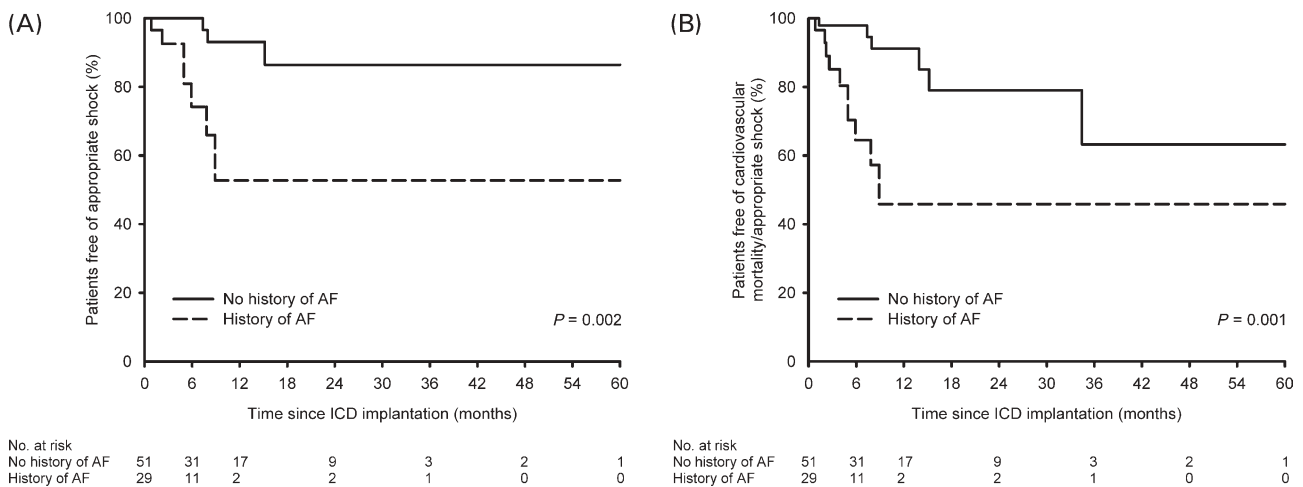 (A)
Patients free of appropriate shock (%)
100
80
60
40
20
0
No history of AF
History of AF
P = 0.002
0 6 12 18 24 30 36 42 48 54 60
Time since ICD implantation (months)
No. at risk
No history of AF 51 31 17 9 3 2 1
History of AF 29 11 2 2 1 0 0
(B)
Patients free of cardiovascular
mortality/appropriate shock (%)
100
80
60
40
20
0
No history of AF
History of AF
P = 0.001
0 6 12 18 24 30 36 42 48 54 60
Time since ICD implantation (months)
No. at risk
No history of AF 51 31 17 9 3 2 1
History of AF 29 11 2 2 1 0 0